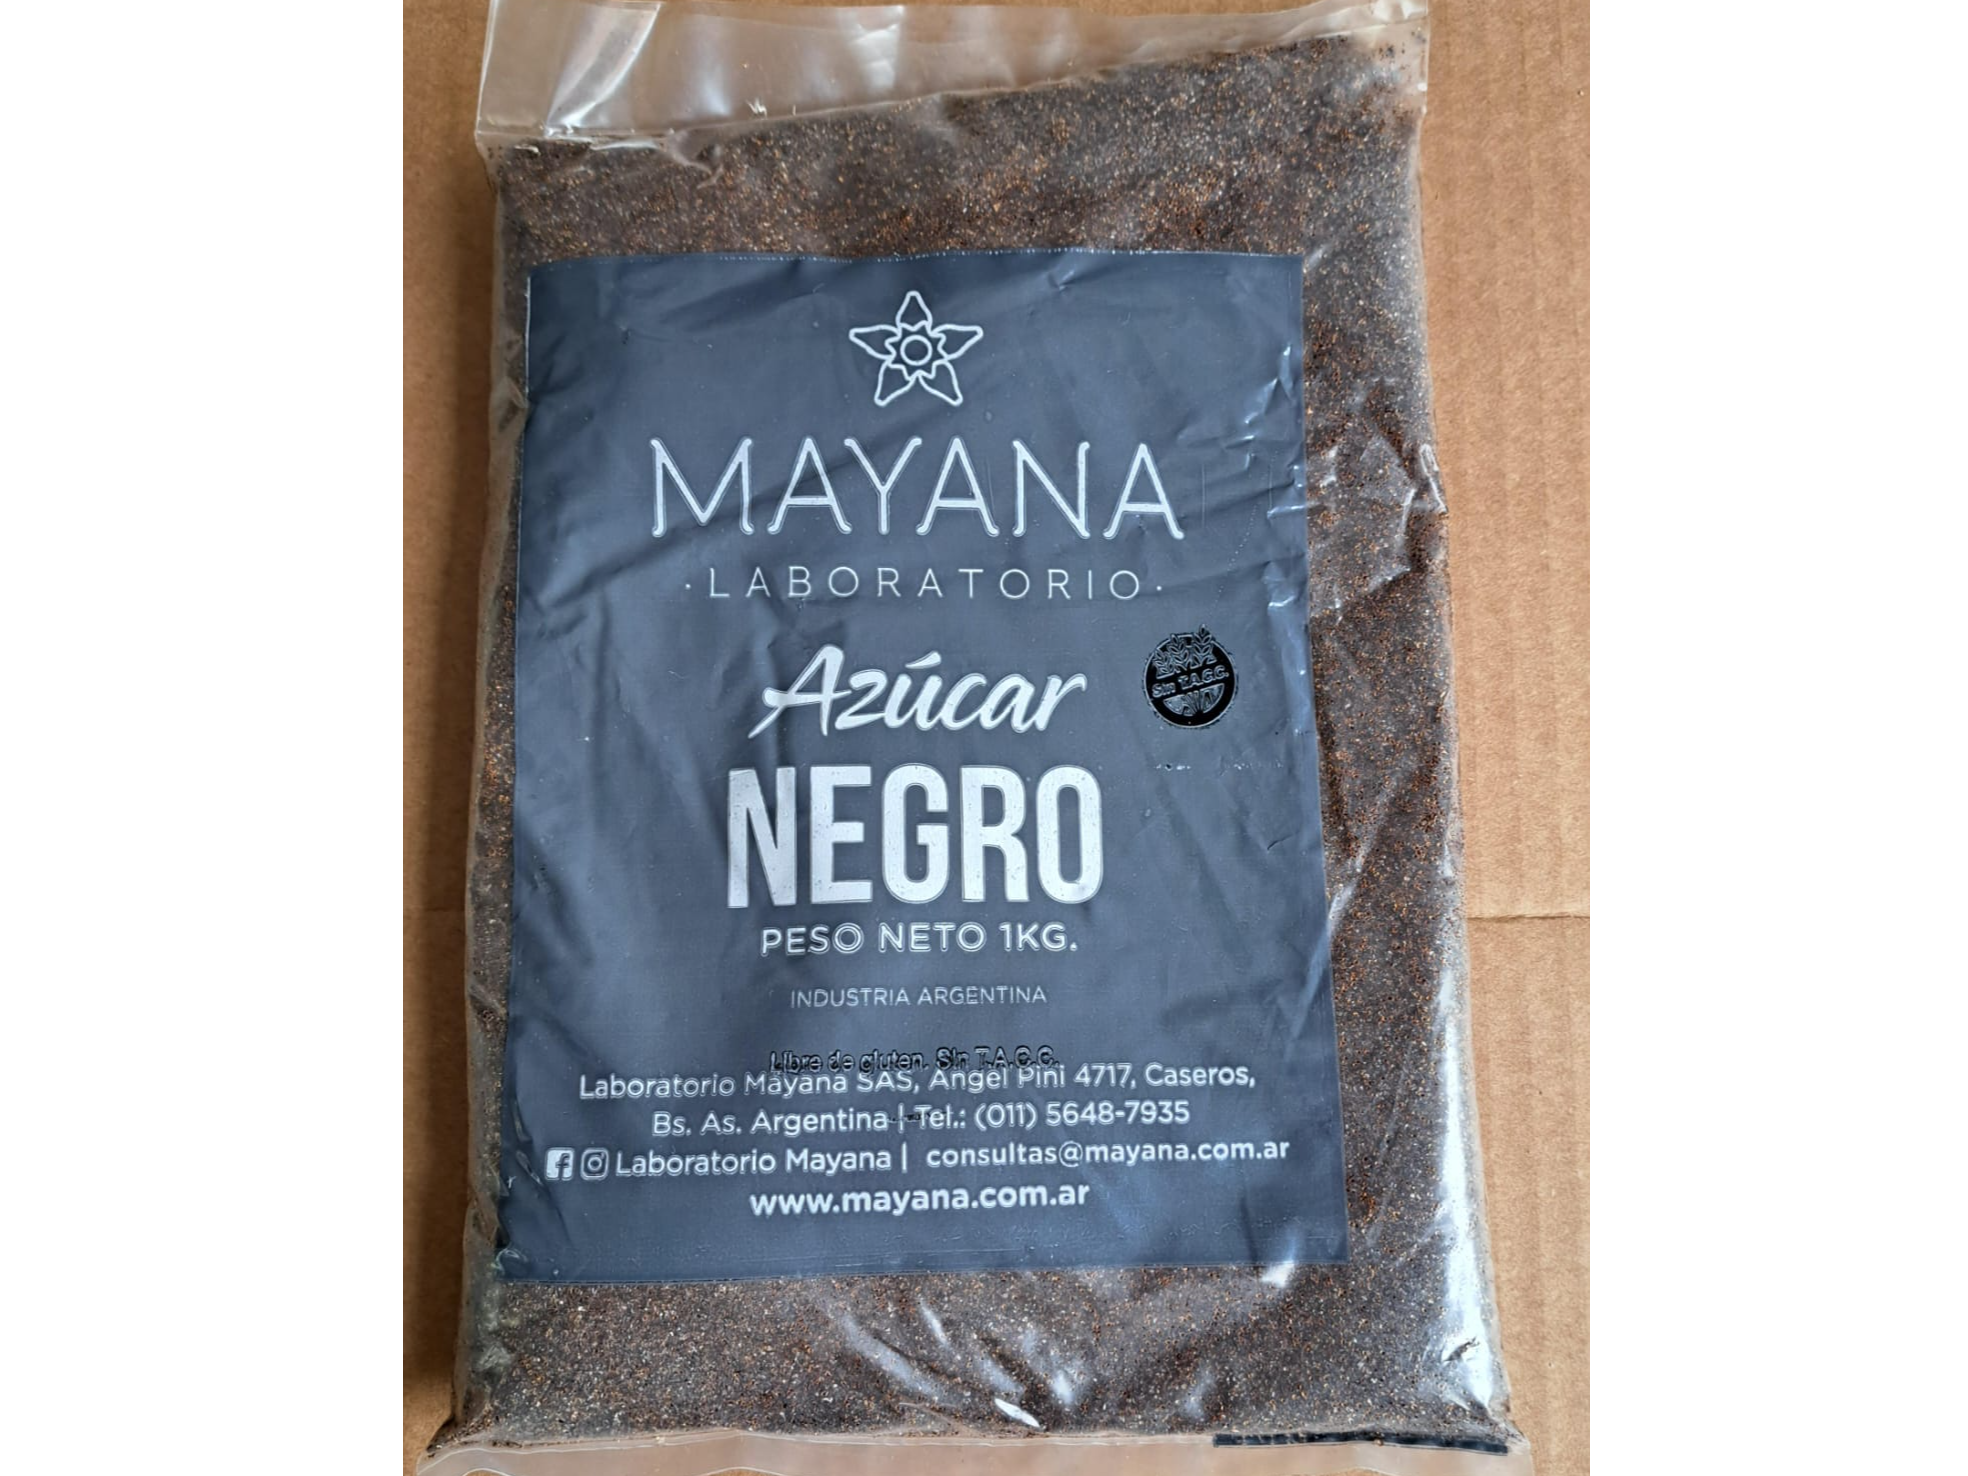 MAYANA
· LABORATORIO ·
Azúcar
Sin T.A.C.C.
NEGRO
PESO NETO 1KG.
INDUSTRIA ARGENTINA
Libre de gluten. Sin T.A.C.C.
Laboratorio Mayana SAS, Angel Pini 4717, Caseros,
Bs. As. Argentina | Tel.: (011) 5648-7935
Laboratorio Mayana | consultas@mayana.com.ar
www.mayana.com.ar